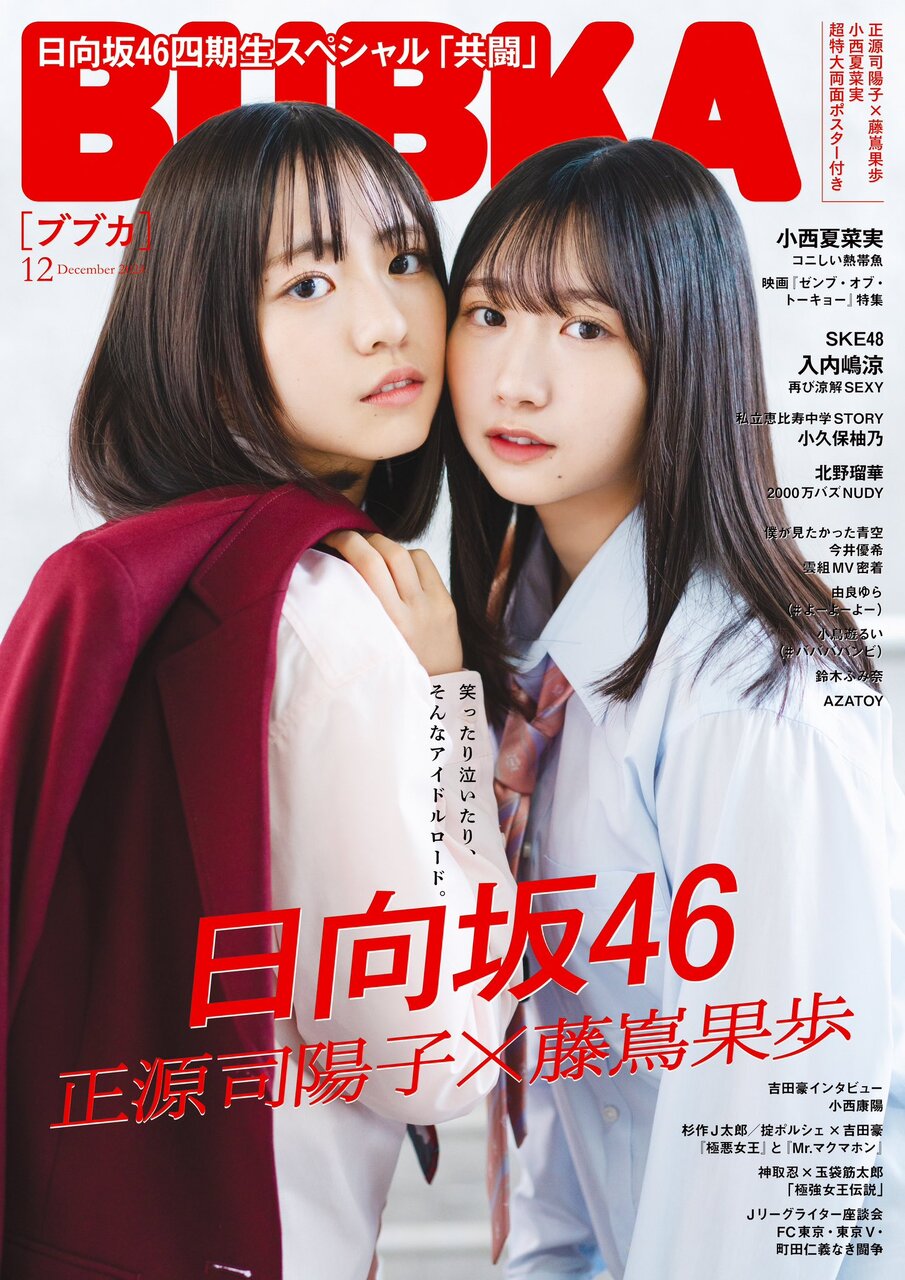 日向坂46四期生スペシャル「共闘」
BUBKA
[ブブカ]
12 December
正源司陽子×藤嶌果歩
小西夏菜実
超特大両面ポスター付き
小西夏菜実
コニしい熱帯魚
映画『ゼンブ・オブ・
トーキョー』特集
SKE48
入内嶋涼
再び涼解SEXY
私立恵比寿中学STORY
小久保柚乃
北野瑠華
2000万バズNUDY
僕が見たかった青空
今井優希
雲組MV密着
由良ゆら
(#よーよーよー)
小鳥遊るい
(#ババババンビ)
鈴木ふみ奈
AZATOY
笑ったり泣いたり、
そんなアイドルロード。
日向坂46
正源司陽子×藤嶌果歩
吉田豪インタビュー
小西康陽
杉作J太郎/掟ポルシェ×吉田豪
『極悪女王』と『Mr.マクマホン』
神取忍×玉袋筋太郎
「極強女王伝説」
Jリーグライター座談会
FC東京・東京V・
町田仁義なき闘争